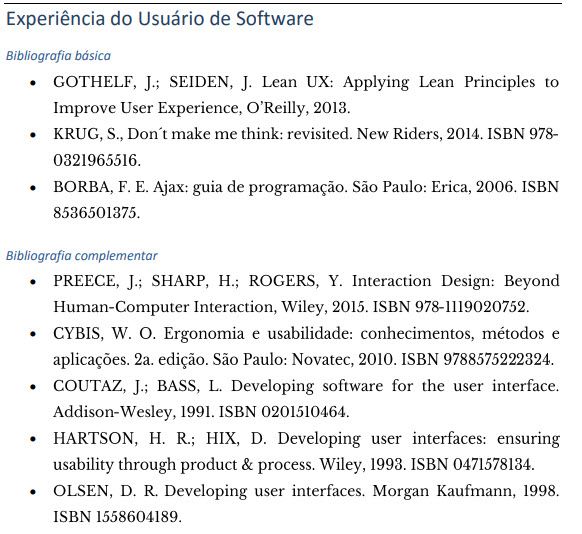 Experiência do Usuário de Software
Bibliografia básica
• GOTHELF, J.; SEIDEN, J. Lean UX: Applying Lean Principles to
Improve User Experience, O’Reilly, 2013.
• KRUG, S., Don´t make me think: revisited. New Riders, 2014. ISBN 978-
0321965516.
• BORBA, F. E. Ajax: guia de programação. São Paulo: Erica, 2006. ISBN
8536501375.
Bibliografia complementar
• PREECE, J.; SHARP, H.; ROGERS, Y. Interaction Design: Beyond
Human-Computer Interaction, Wiley, 2015. ISBN 978-1119020752.
• CYBIS, W. O. Ergonomia e usabilidade: conhecimentos, métodos e
aplicações. 2a. edição. São Paulo: Novatec, 2010. ISBN 9788575222324.
• COUTAZ, J.; BASS, L. Developing software for the user interface.
Addison-Wesley, 1991. ISBN 0201510464.
• HARTSON, H. R.; HIX, D. Developing user interfaces: ensuring
usability through product & process. Wiley, 1993. ISBN 0471578134.
• OLSEN, D. R. Developing user interfaces. Morgan Kaufmann, 1998.
ISBN 1558604189.